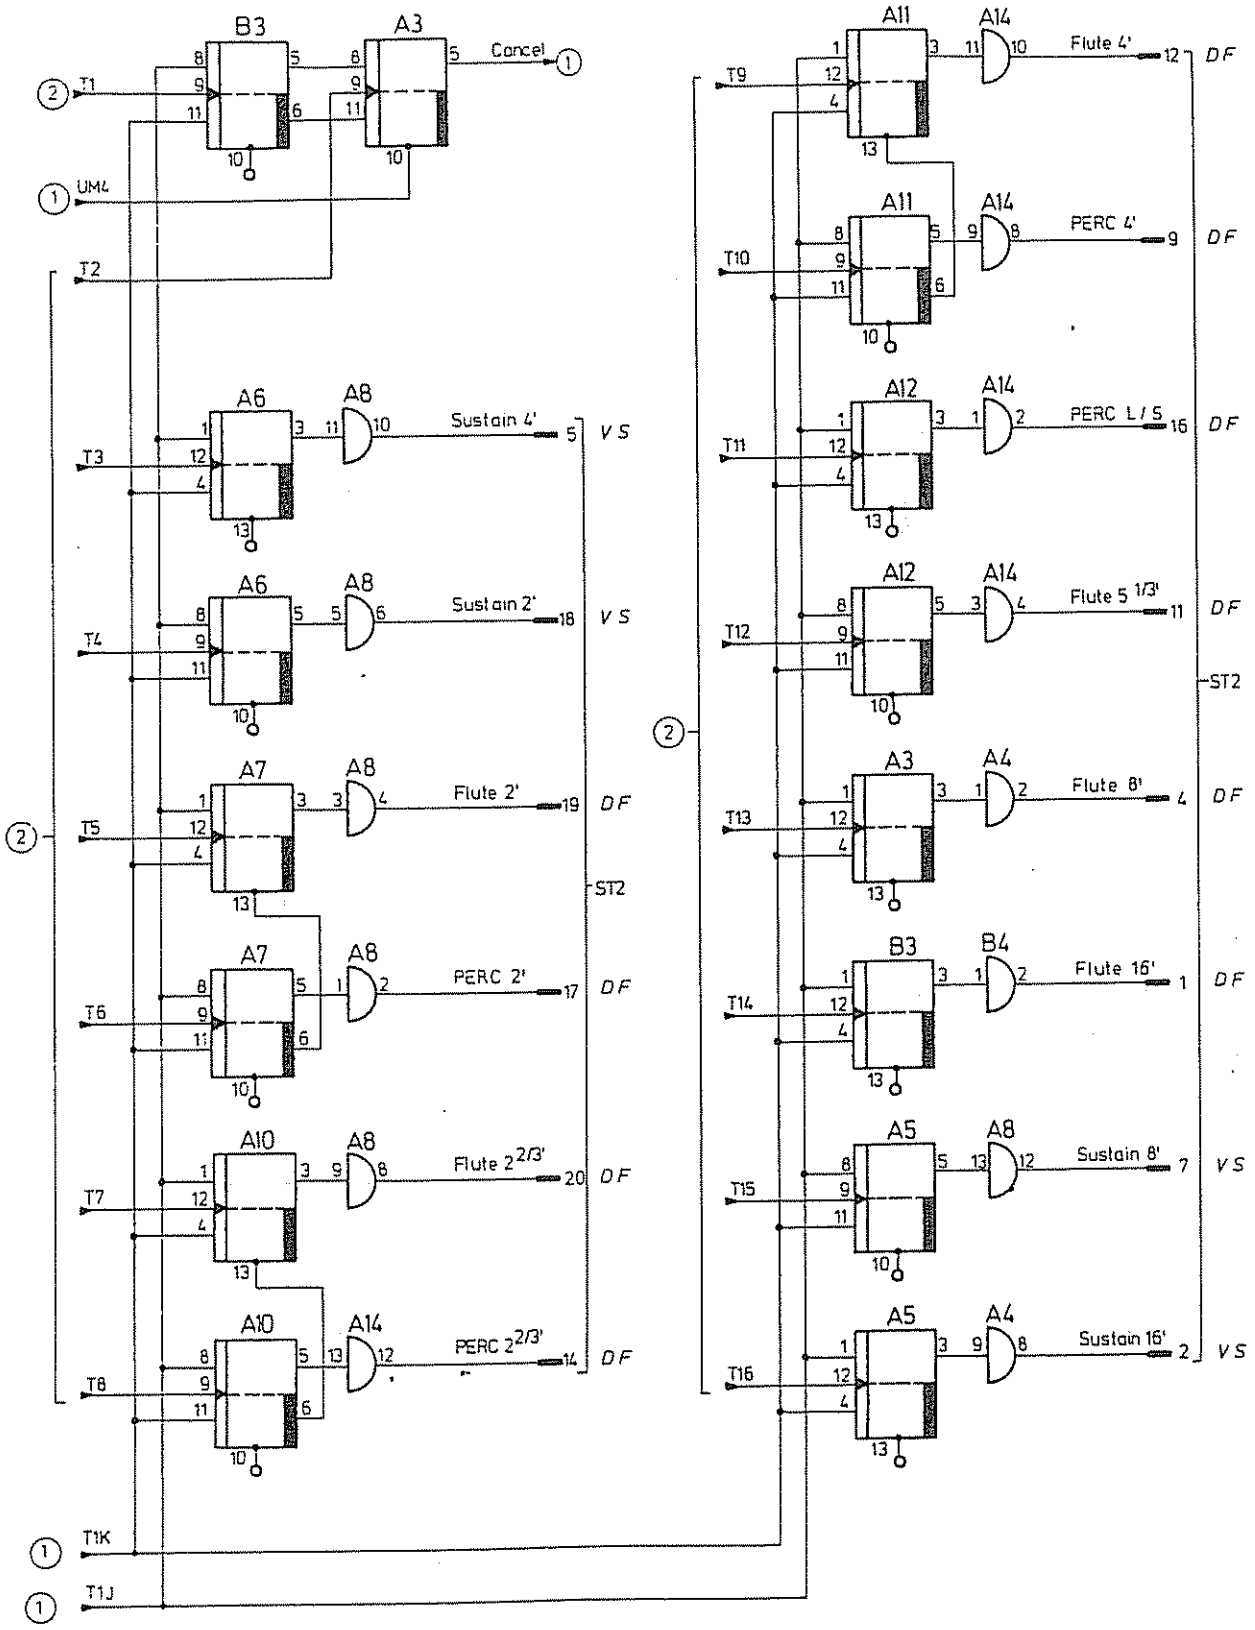 B3
A3
8
5
8
5
Cancel
1
2
T1
9
9
11
6
11
10
10
1
UM4
T2
A6
A8
1
3
11
10
Sustain 4'
5
VS
T3
12
4
13
A6
A8
8
5
5
6
Sustain 2'
18
VS
T4
9
11
10
A7
A8
1
3
3
4
Flute 2'
19
DF
2
T5
12
4
13
ST2
A7
A8
8
5
1
2
PERC 2'
17
DF
T6
9
11
6
10
A10
A8
1
3
9
8
Flute 2 2/3'
20
DF
T7
12
4
13
A10
A14
8
5
13
12
PERC 2 2/3'
14
DF
T8
9
11
6
10
1
T1K
1
T1J
A11
A14
1
3
11
10
Flute 4'
12
DF
T9
12
4
13
A11
A14
8
5
9
8
PERC 4'
9
DF
T10
9
11
6
10
A12
A14
1
3
1
2
PERC L/S
16
DF
T11
12
4
13
A12
A14
8
5
3
4
Flute 5 1/3'
11
DF
T12
9
11
10
ST2
2
A3
A4
1
3
1
2
Flute 8'
4
DF
T13
12
4
13
B3
B4
1
3
1
2
Flute 16'
1
DF
T14
12
4
13
A5
A8
8
5
13
12
Sustain 8'
7
VS
T15
9
11
10
A5
A4
1
3
9
8
Sustain 16'
2
VS
T16
12
4
13